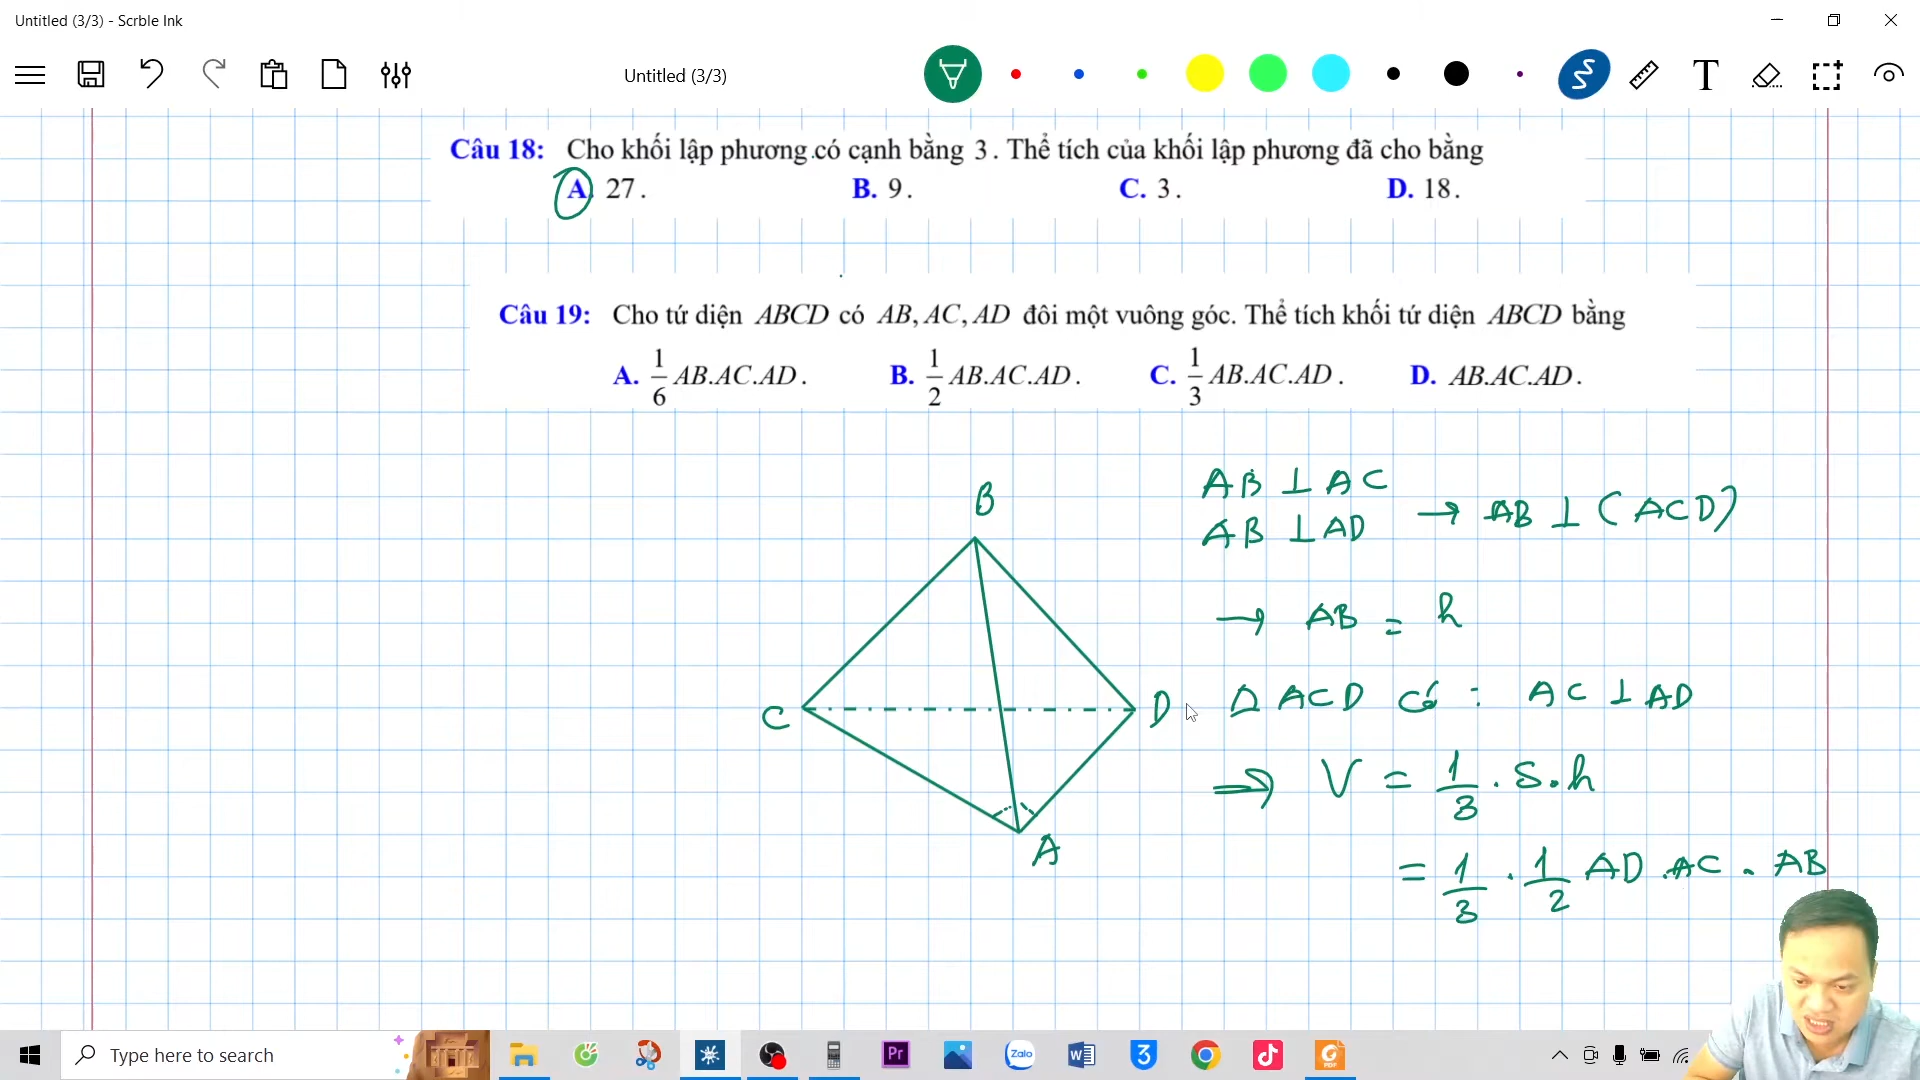 Untitled (3/3) - Scrble Ink
Untitled (3/3)
T
Câu 18: Cho khối lập phương có cạnh bằng 3. Thể tích của khối lập phương đã cho bằng
A. 27. B. 9. C. 3. D. 18.
Câu 19: Cho tứ diện ABCD có AB, AC, AD đôi một vuông góc. Thể tích khối tứ diện ABCD bằng
A. 1/6 AB.AC.AD. B. 1/2 AB.AC.AD. C. 1/3 AB.AC.AD. D. AB.AC.AD.
B
C
D
A
AB ⊥ AC
AB ⊥ AD → AB ⊥ (ACD)
→ AB = h
△ ACD có : AC ⊥ AD
⇒ V = 1/3 . S . h
= 1/3 . 1/2 AD . AC . AB
Type here to search
Pr
Zalo
W
3
PDF